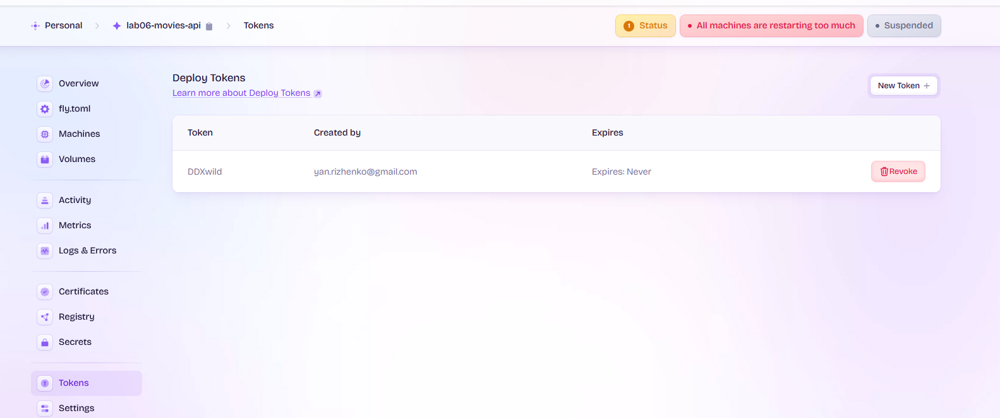 Personal
lab06-movies-api
Tokens
Status
All machines are restarting too much
Suspended
Overview
fly.toml
Machines
Volumes
Activity
Metrics
Logs & Errors
Certificates
Registry
Secrets
Tokens
Settings
Deploy Tokens
Learn more about Deploy Tokens
New Token
Token Created by Expires
DDXwild yan.rizhenko@gmail.com Expires: Never Revoke